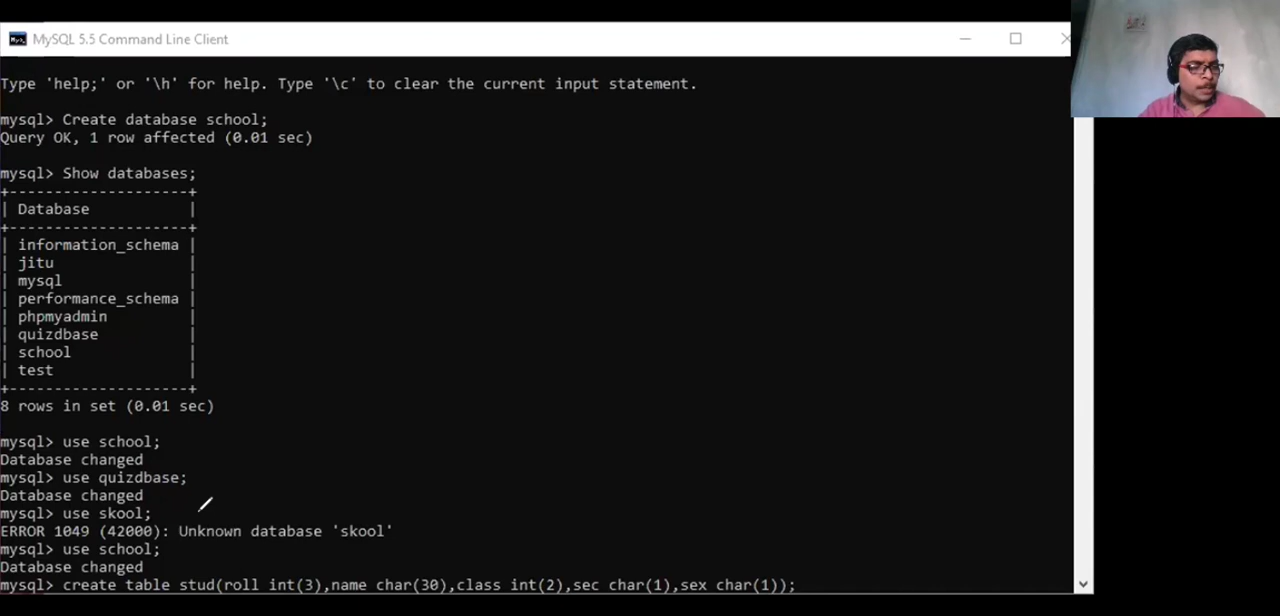 MySQL 5.5 Command Line Client
Type 'help;' or '\h' for help. Type '\c' to clear the current input statement.
mysql> Create database school;
Query OK, 1 row affected (0.01 sec)
mysql> Show databases;
+--------------------+
| Database           |
+--------------------+
| information_schema |
| jitu               |
| mysql              |
| performance_schema |
| phpmyadmin         |
| quizdbase          |
| school             |
| test               |
+--------------------+
8 rows in set (0.01 sec)
mysql> use school;
Database changed
mysql> use quizdbase;
Database changed
mysql> use skool;
ERROR 1049 (42000): Unknown database 'skool'
mysql> use school;
Database changed
mysql> create table stud(roll int(3),name char(30),class int(2),sec char(1),sex char(1));